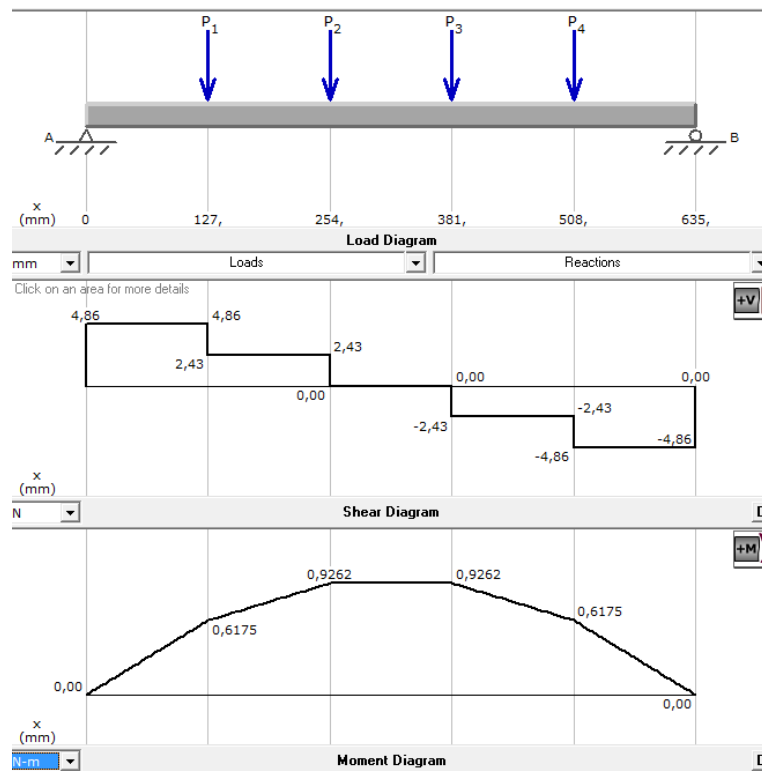 P1 P2 P3 P4
A B
x
(mm) 0 127, 254, 381, 508, 635,
Load Diagram
mm Loads Reactions
Click on an area for more details
+V
4,86 4,86
2,43
2,43
0,00
0,00 0,00
-2,43
-2,43
-4,86
-4,86
x
(mm)
N Shear Diagram D
+M
0,9262 0,9262
0,6175 0,6175
0,00
0,00
x
(mm)
N-m Moment Diagram D